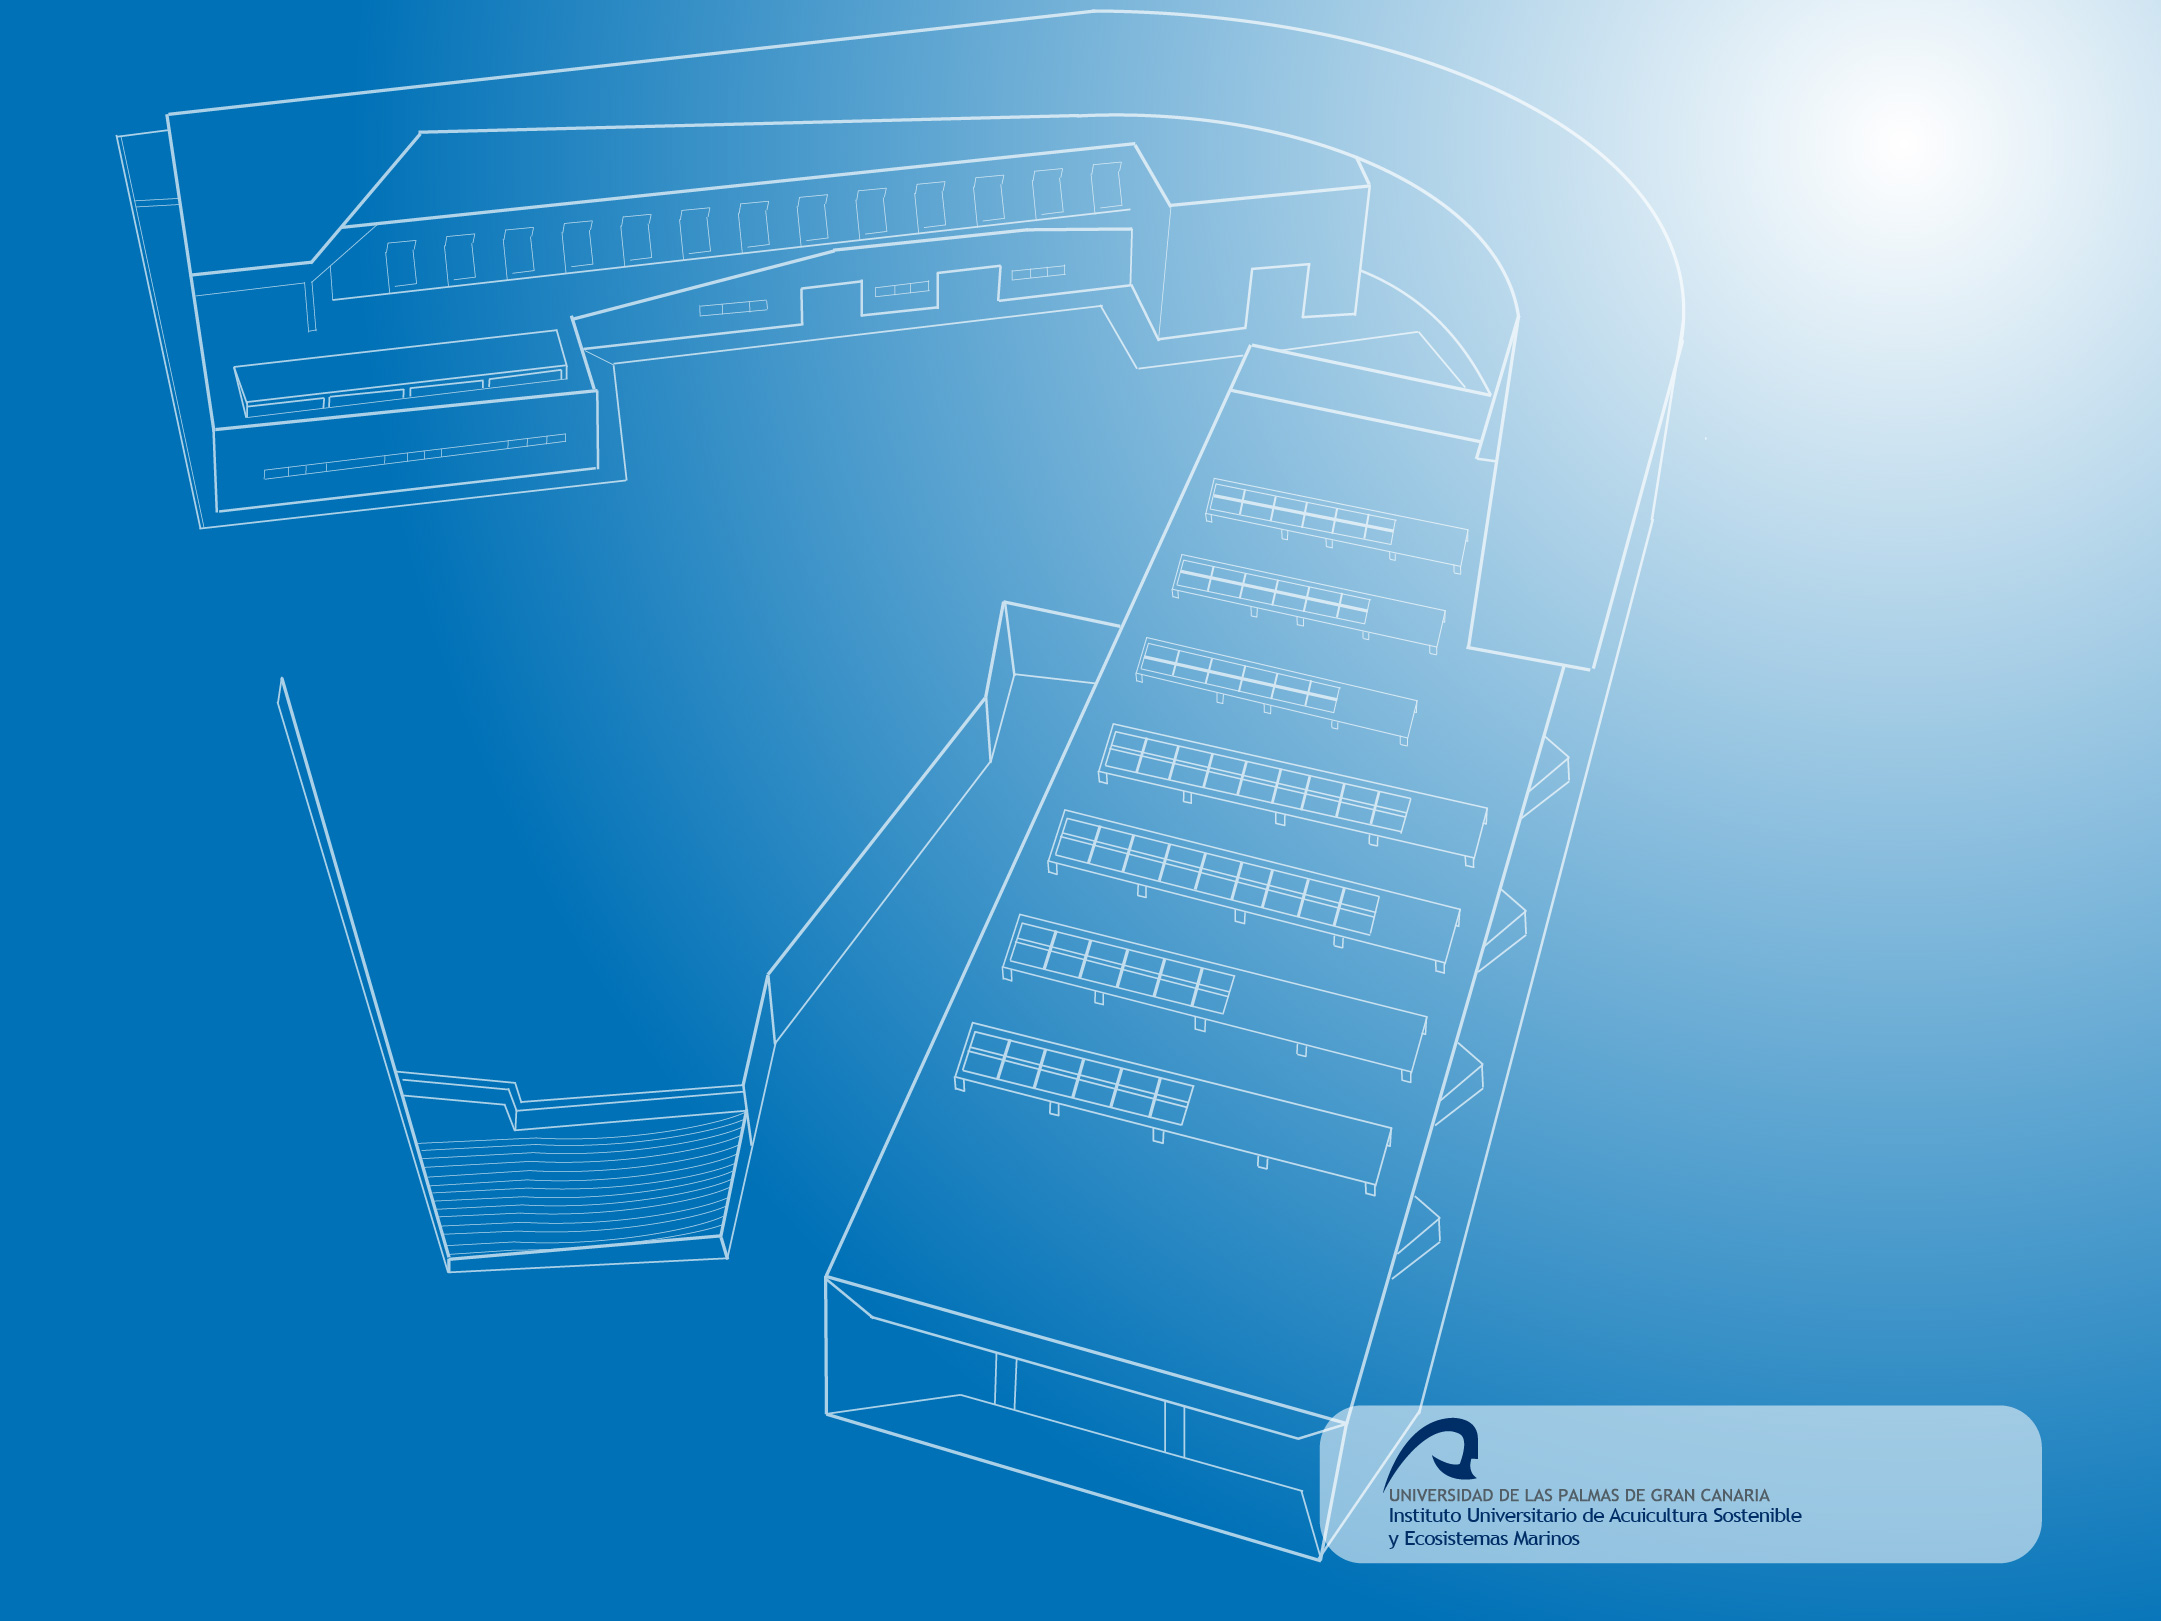 UNIVERSIDAD DE LAS PALMAS DE GRAN CANARIA
Instituto Universitario de Acuicultura Sostenible
y Ecosistemas Marinos